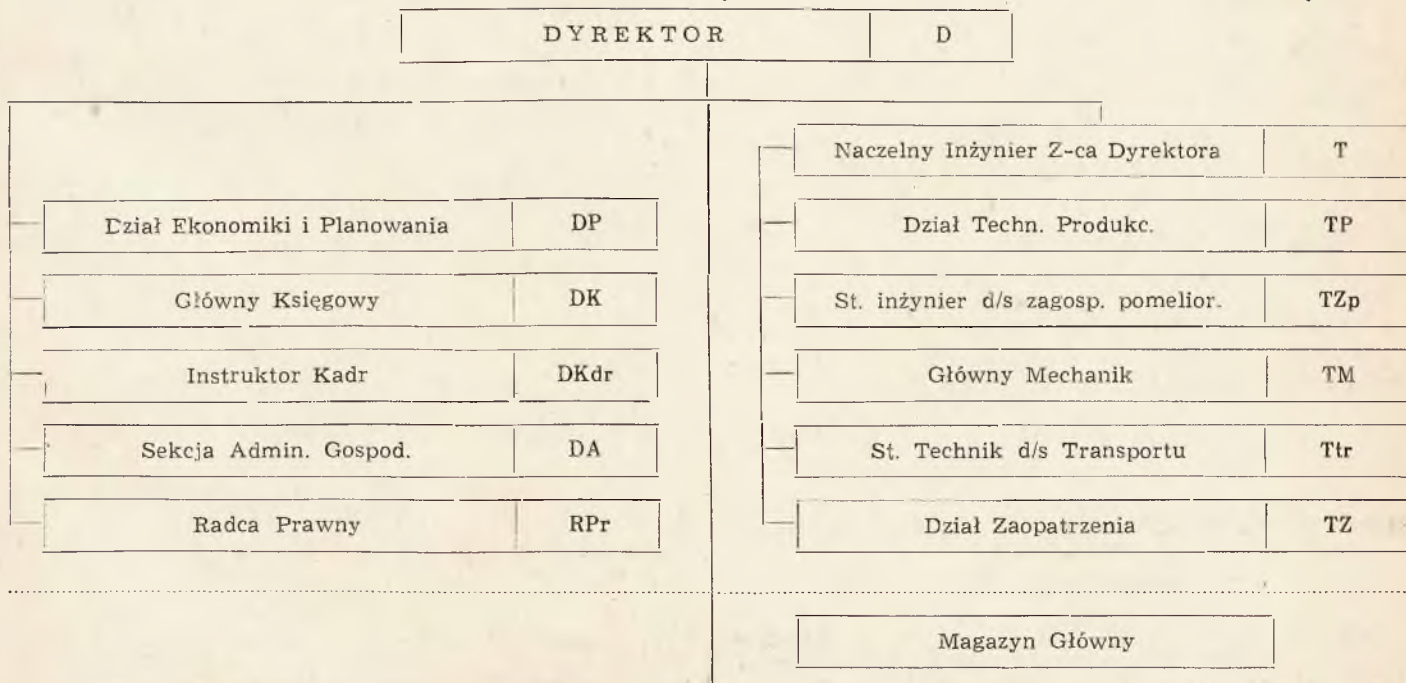 DYREKTOR D
Dział Ekonomiki i Planowania DP
Główny Księgowy DK
Instruktor Kadr DKdr
Sekcja Admin. Gospod. DA
Radca Prawny RPr
Naczelny Inżynier Z-ca Dyrektora T
Dział Techn. Produkc. TP
St. inżynier d/s zagosp. pomelior. TZp
Główny Mechanik TM
St. Technik d/s Transportu Ttr
Dział Zaopatrzenia TZ
Magazyn Główny